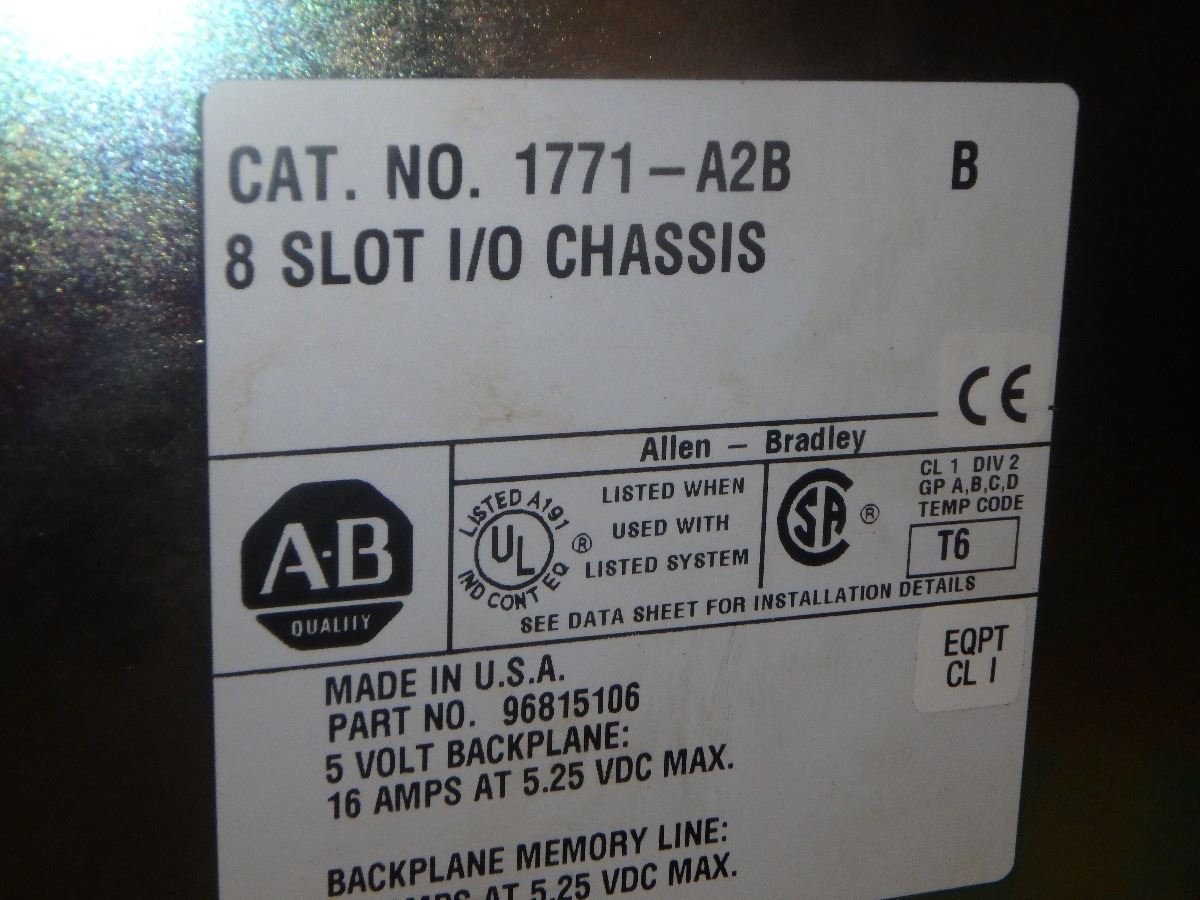 CAT. NO. 1771-A2B B
8 SLOT I/O CHASSIS
CE
Allen - Bradley
A·B
QUALITY
LISTED A191
UL ®
IND CONT EQ
LISTED WHEN
USED WITH
LISTED SYSTEM
SA ®
CL 1 DIV 2
GP A,B,C,D
TEMP CODE
T6
SEE DATA SHEET FOR INSTALLATION DETAILS
EQPT
CL I
MADE IN U.S.A.
PART NO. 96815106
5 VOLT BACKPLANE:
16 AMPS AT 5.25 VDC MAX.
BACKPLANE MEMORY LINE:
AMPS AT 5.25 VDC MAX.